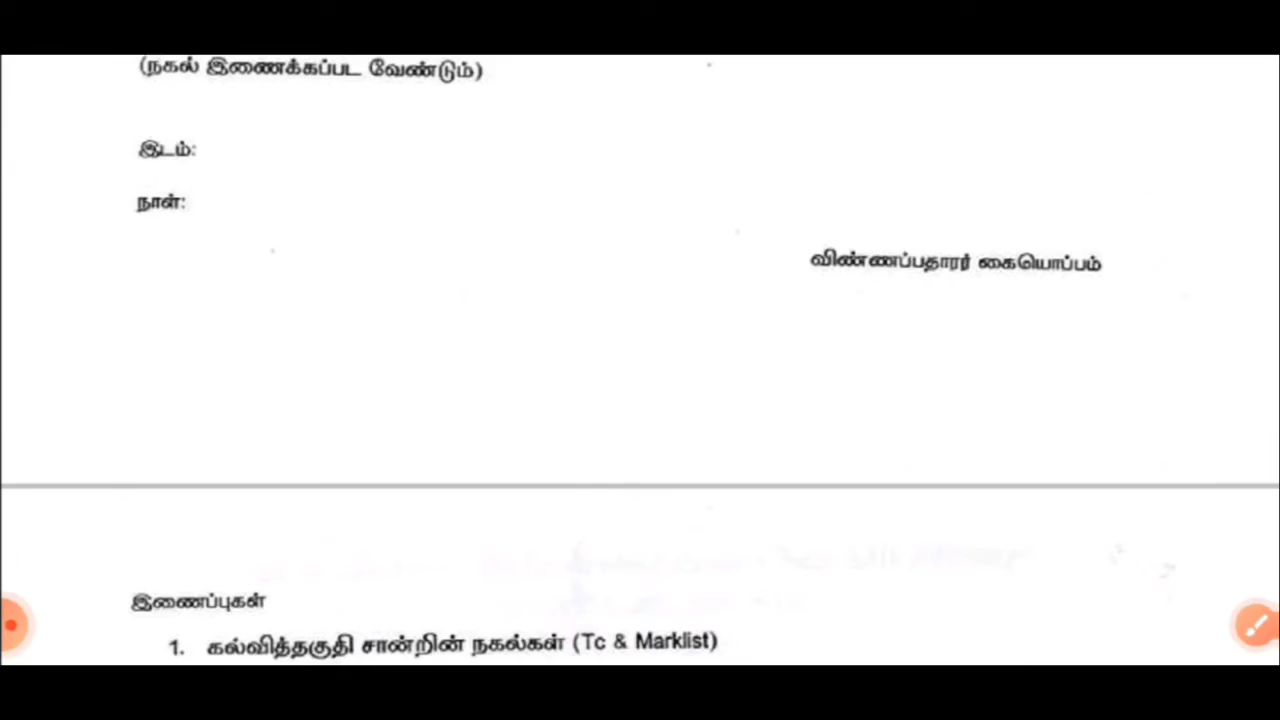 (நகல் இணைக்கப்பட வேண்டும்)
இடம்:
நாள்:
விண்ணப்பதாரர் கையொப்பம்
இணைப்புகள்
1. கல்வித்தகுதி சான்றின் நகல்கள் (Tc & Marklist)